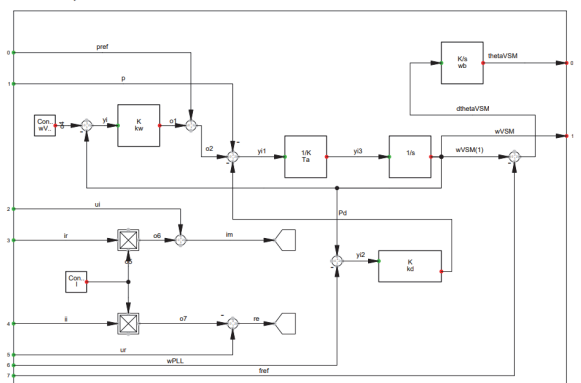 pref
0
p
1
K/s
wb
thetaVSM
0
dthetaVSM
Con..
wV..
yi
K
kw
o1
o2
yi1
1/K
Ta
yi3
1/s
wVSM
1
wVSM(1)
ui
2
ir
3
o6
im
Pd
yi2
K
kd
Con..
I
ii
4
o7
re
ur
5
wPLL
6
fref
7